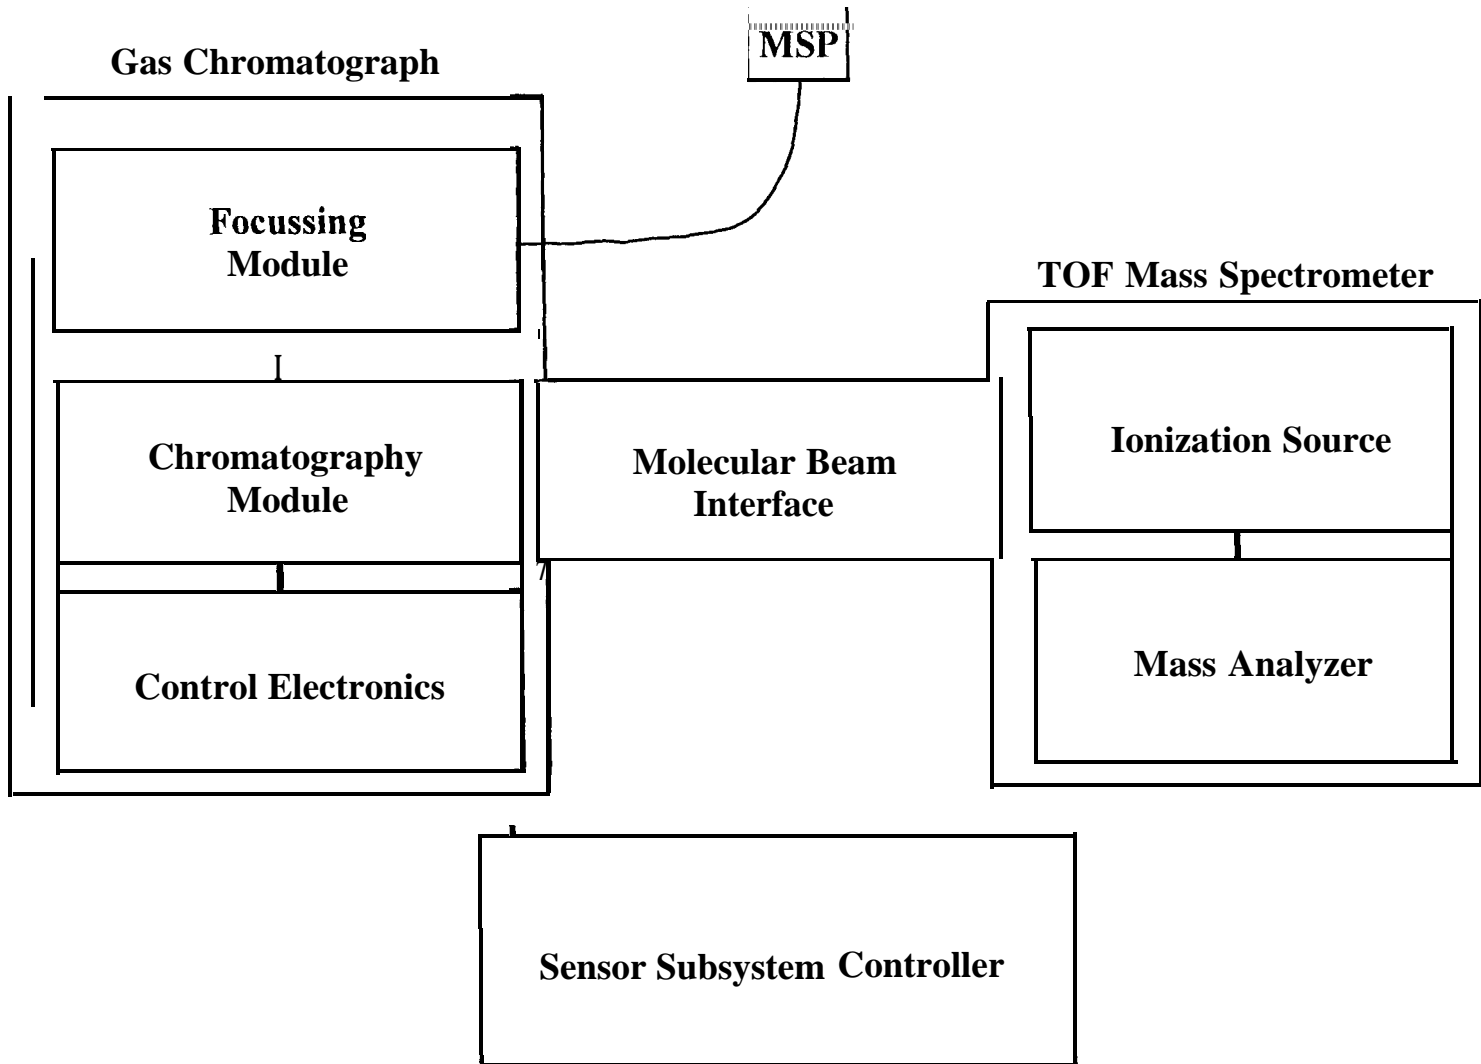 MSP
Gas Chromatograph
Focussing
Module
TOF Mass Spectrometer
Chromatography
Module
Molecular Beam
Interface
Ionization Source
Control Electronics
Mass Analyzer
Sensor Subsystem Controller